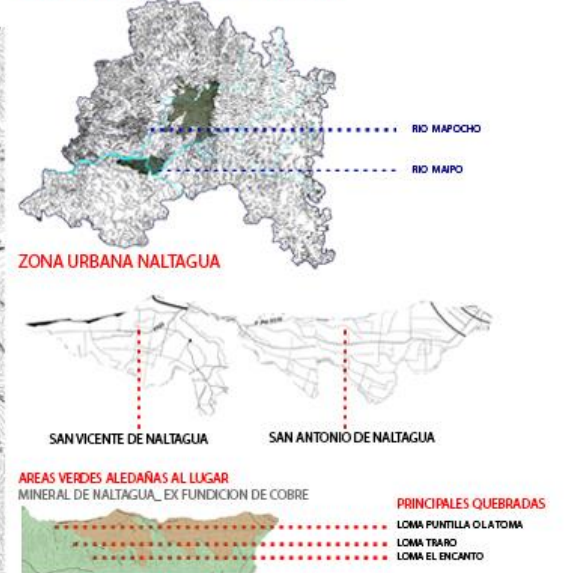 RIO MAPOCHO
RIO MAIPO
ZONA URBANA NALTAGUA
SAN VICENTE DE NALTAGUA
SAN ANTONIO DE NALTAGUA
AREAS VERDES ALEDAÑAS AL LUGAR
MINERAL DE NALTAGUA_ EX FUNDICION DE COBRE
PRINCIPALES QUEBRADAS
LOMA PUNTILLA O LA TOMA
LOMA TRARO
LOMA EL ENCANTO